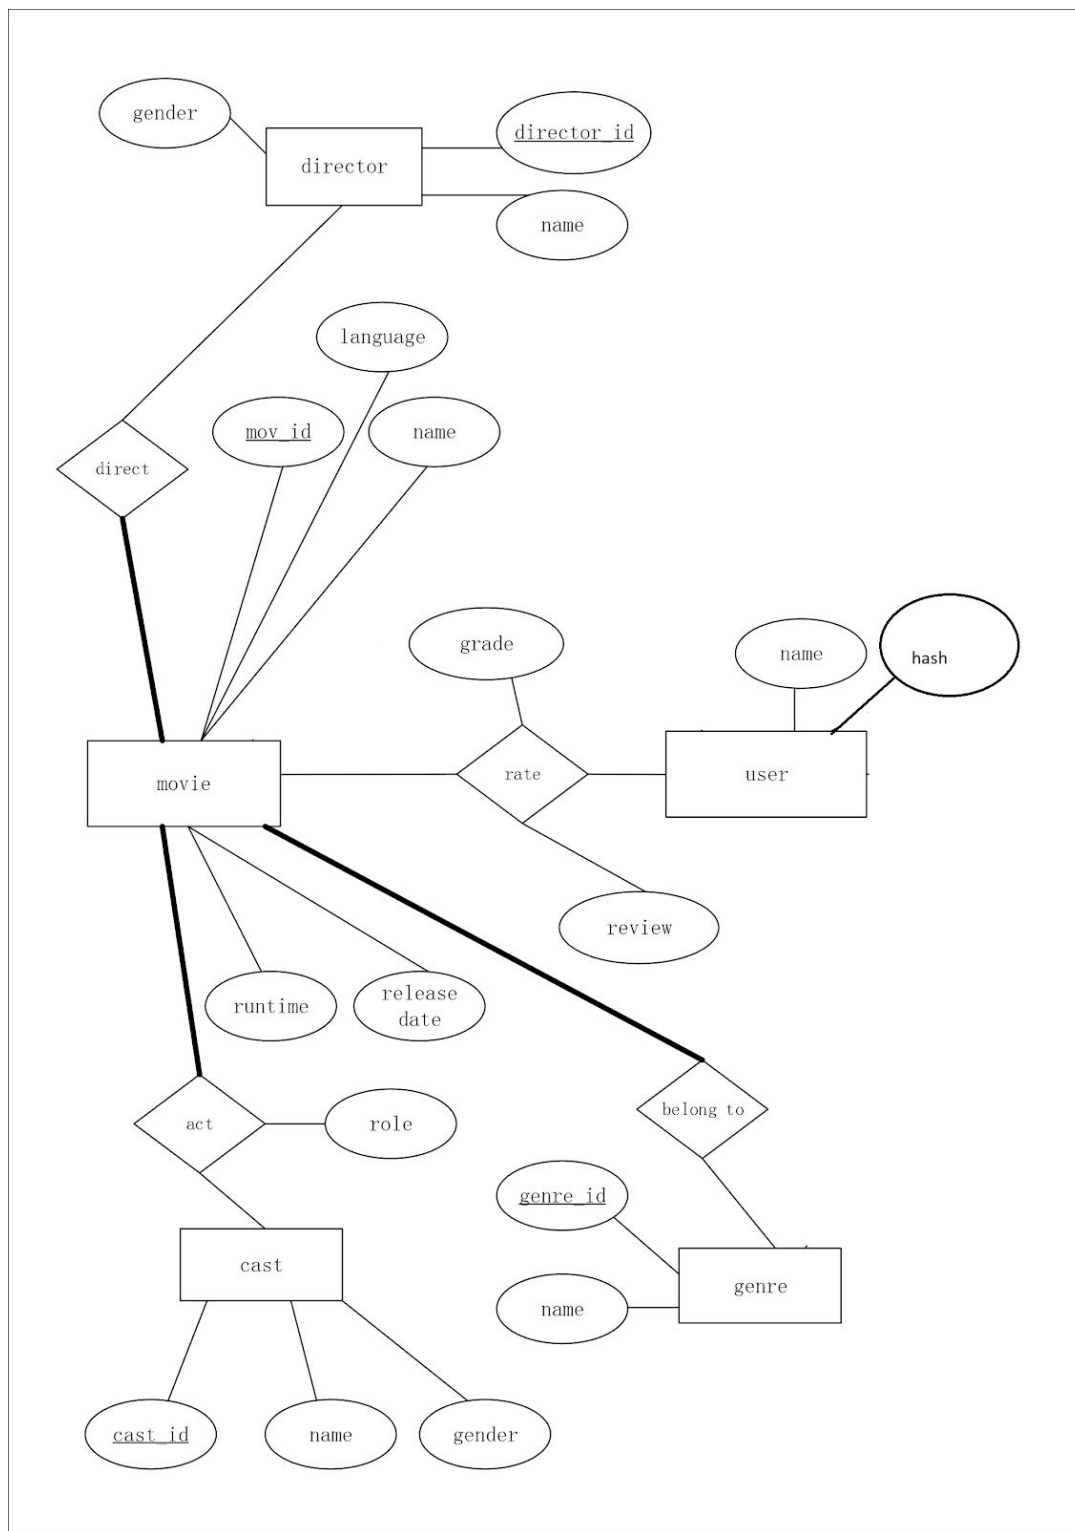 gender
director_id
director
name
language
mov_id
name
direct
grade
name
hash
movie
rate
user
review
runtime
release
date
act
role
belong to
genre_id
cast
genre
name
cast_id
name
gender